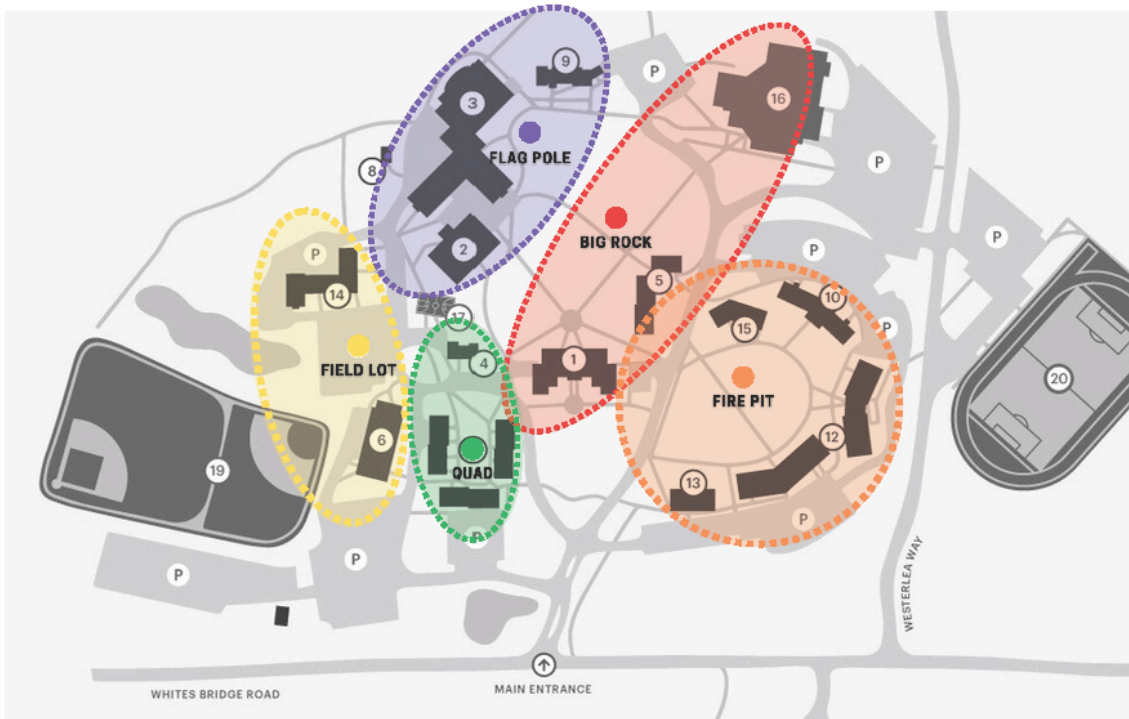 9
P
3
16
FLAG POLE
P
8
BIG ROCK
2
P
P
P
5
14
10
17
15
P
FIELD LOT
4
1
FIRE PIT
20
6
12
QUAD
19
13
P
P
P
P
WESTERLEA WAY
MAIN ENTRANCE
WHITES BRIDGE ROAD